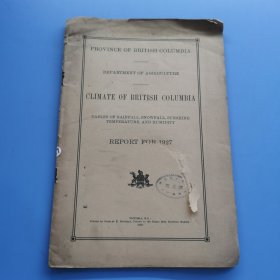 PROVINCE OF BRITISH COLUMBIA
DEPARTMENT OF AGRICULTURE
CLIMATE OF BRITISH COLUMBIA
TABLES OF RAINFALL, SNOWFALL, SUNSHINE
TEMPERATURE, AND HUMIDITY
REPORT FOR 1927
VICTORIA, B.C.